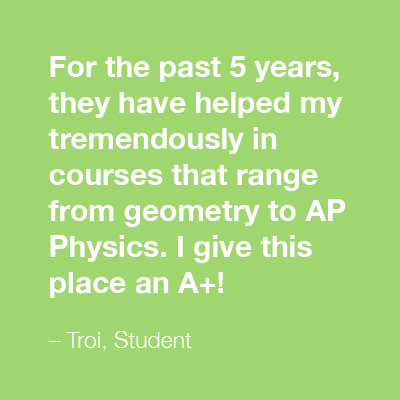 For the past 5 years,
they have helped my
tremendously in
courses that range
from geometry to AP
Physics. I give this
place an A+!
– Troi, Student